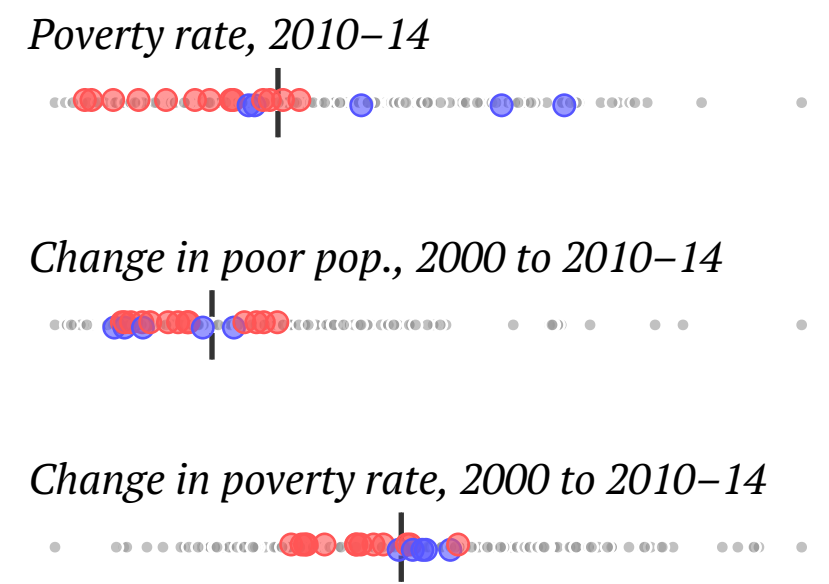 Poverty rate, 2010–14
Change in poor pop., 2000 to 2010–14
Change in poverty rate, 2000 to 2010–14